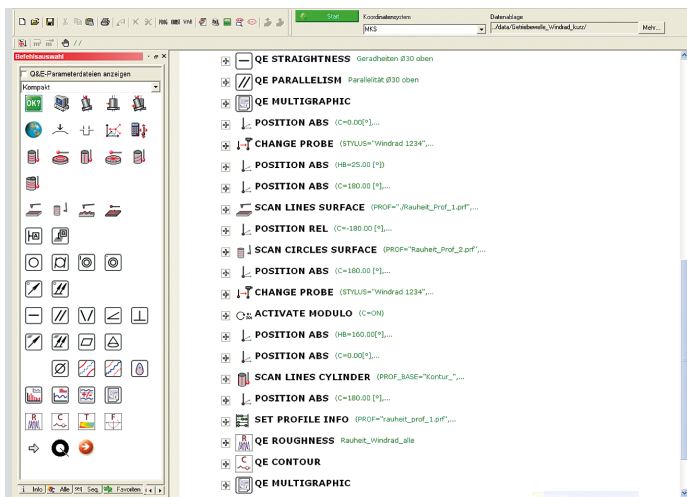 Start
Koordinatensystem
MKS
Datenablage
../data/Getriebewelle_Windrad_kurz/
Mehr...
Befehlsauswahl
Q&E-Parameterdateien anzeigen
Kompakt
OK?
QE STRAIGHTNESS Geradheiten Ø30 oben
QE PARALLELISM Parallelität Ø30 oben
QE MULTIGRAPHIC
POSITION ABS (C=0.00[°],...
CHANGE PROBE (STYLUS="Windrad 1234",...
POSITION ABS (HB=25.00 [°])
POSITION ABS (C=180.00 [°],...
SCAN LINES SURFACE (PROF="./Rauheit_Prof_1.prf",...
POSITION REL (C=-180.00 [°],...
SCAN CIRCLES SURFACE (PROF="Rauheit_Prof_2.prf",...
POSITION ABS (C=180.00 [°],...
CHANGE PROBE (STYLUS="Windrad 1234",...
ACTIVATE MODULO (C=ON)
POSITION ABS (HB=160.00[°],...
POSITION ABS (C=0.00[°],...
SCAN LINES CYLINDER (PROF_BASE="Kontur_",...
POSITION ABS (C=180.00 [°],...
SET PROFILE INFO (PROF="rauheit_prof_1.prf",...
QE ROUGHNESS Rauheit_Windrad_alle
QE CONTOUR
QE MULTIGRAPHIC
R C T F
Info Alle Seq. Favoriten